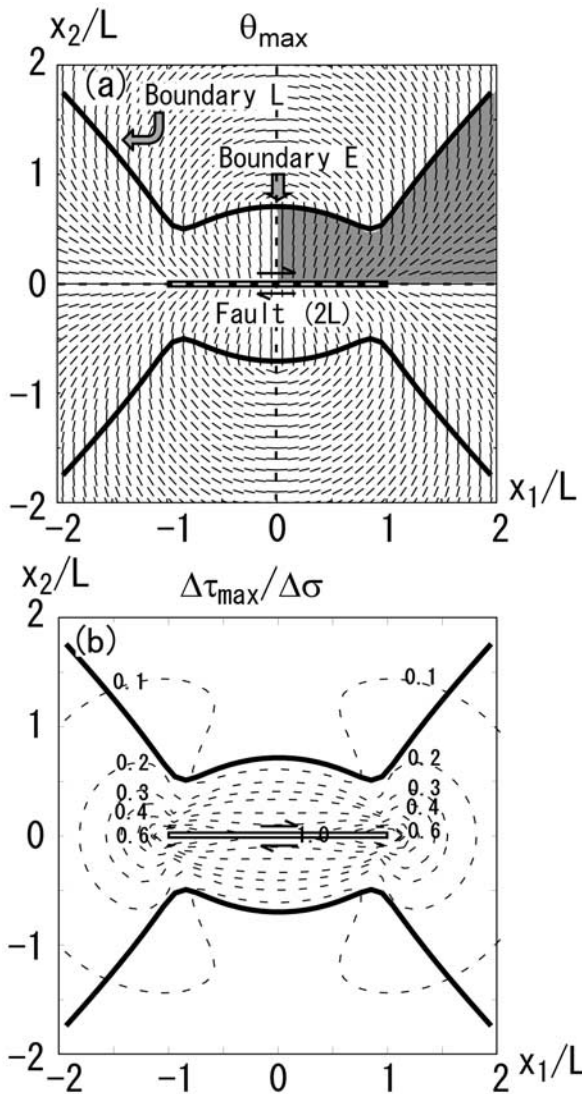 x₂/L
θmax
2
(a)
Boundary L
1
Boundary E
0
Fault (2L)
-1
-2
-2 -1 0 1 2
x₁/L
x₂/L
Δτmax/Δσ
2
(b)
0.1 0.1
1
0.2 0.2
0.3 0.3
0.4 0.4
0 0.6 1.0 0.6
-1
-2
-2 -1 0 1 2
x₁/L